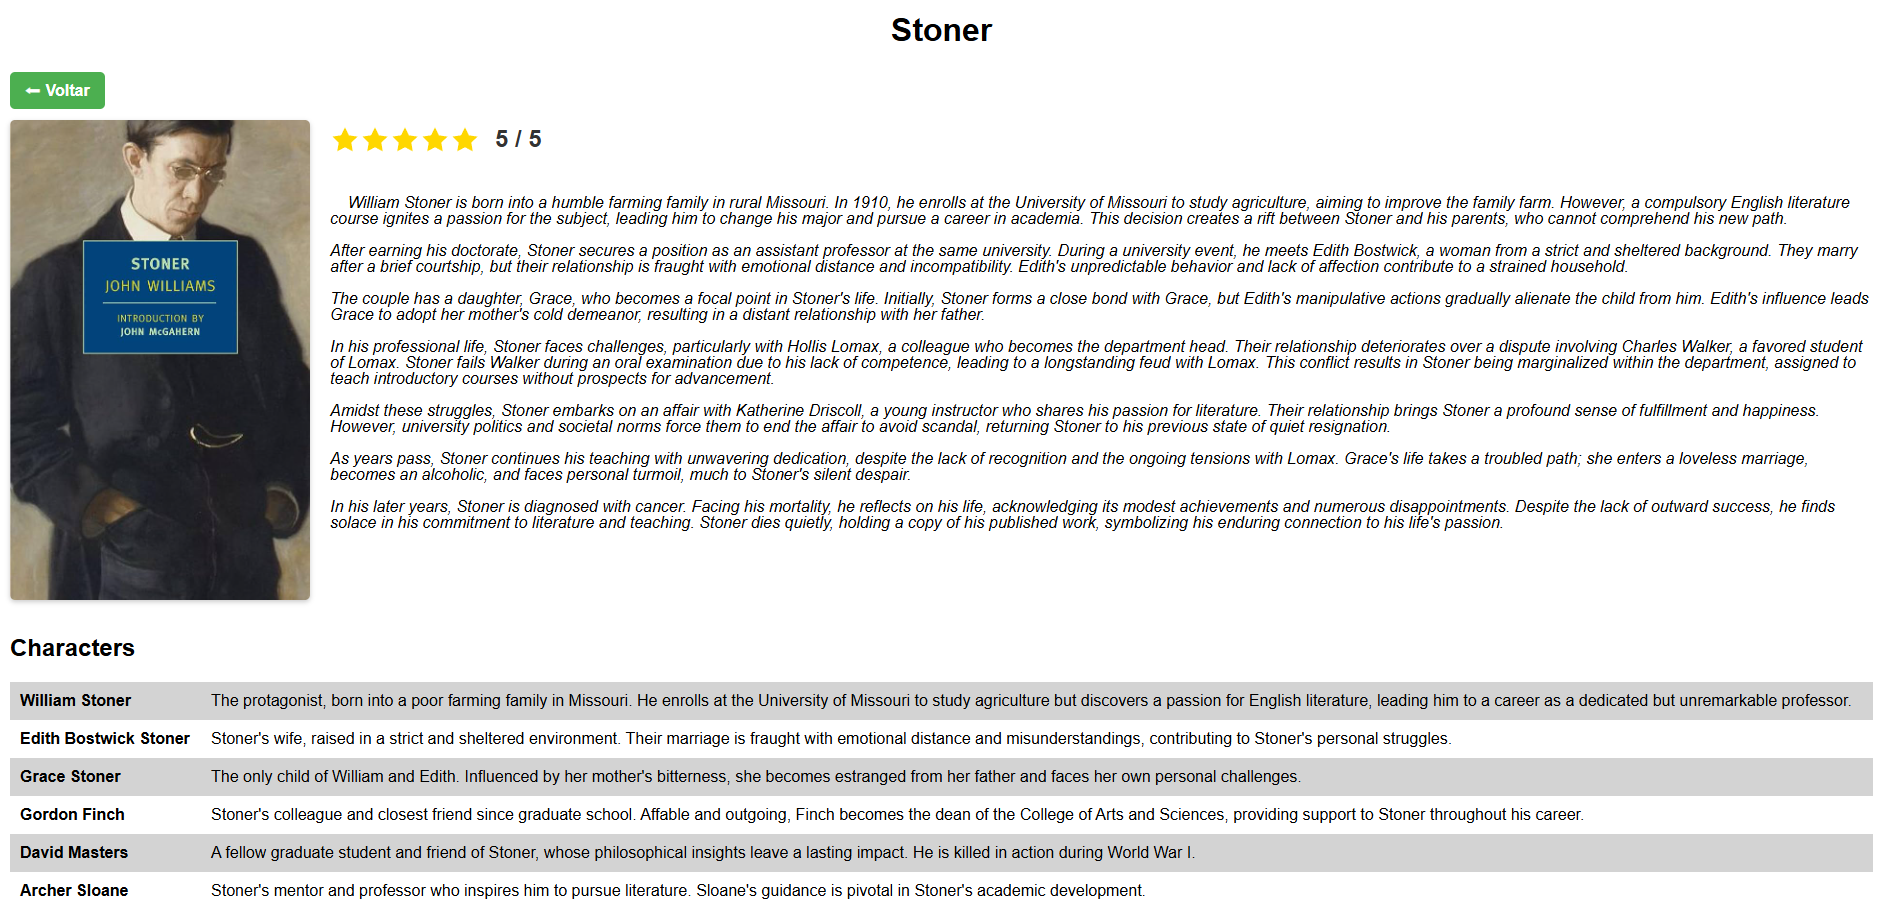 Stoner
← Voltar
STONER
JOHN WILLIAMS
INTRODUCTION BY
JOHN McGAHERN
5 / 5
William Stoner is born into a humble farming family in rural Missouri. In 1910, he enrolls at the University of Missouri to study agriculture, aiming to improve the family farm. However, a compulsory English literature
course ignites a passion for the subject, leading him to change his major and pursue a career in academia. This decision creates a rift between Stoner and his parents, who cannot comprehend his new path.
After earning his doctorate, Stoner secures a position as an assistant professor at the same university. During a university event, he meets Edith Bostwick, a woman from a strict and sheltered background. They marry
after a brief courtship, but their relationship is fraught with emotional distance and incompatibility. Edith's unpredictable behavior and lack of affection contribute to a strained household.
The couple has a daughter, Grace, who becomes a focal point in Stoner's life. Initially, Stoner forms a close bond with Grace, but Edith's manipulative actions gradually alienate the child from him. Edith's influence leads
Grace to adopt her mother's cold demeanor, resulting in a distant relationship with her father.
In his professional life, Stoner faces challenges, particularly with Hollis Lomax, a colleague who becomes the department head. Their relationship deteriorates over a dispute involving Charles Walker, a favored student
of Lomax. Stoner fails Walker during an oral examination due to his lack of competence, leading to a longstanding feud with Lomax. This conflict results in Stoner being marginalized within the department, assigned to
teach introductory courses without prospects for advancement.
Amidst these struggles, Stoner embarks on an affair with Katherine Driscoll, a young instructor who shares his passion for literature. Their relationship brings Stoner a profound sense of fulfillment and happiness.
However, university politics and societal norms force them to end the affair to avoid scandal, returning Stoner to his previous state of quiet resignation.
As years pass, Stoner continues his teaching with unwavering dedication, despite the lack of recognition and the ongoing tensions with Lomax. Grace's life takes a troubled path; she enters a loveless marriage,
becomes an alcoholic, and faces personal turmoil, much to Stoner's silent despair.
In his later years, Stoner is diagnosed with cancer. Facing his mortality, he reflects on his life, acknowledging its modest achievements and numerous disappointments. Despite the lack of outward success, he finds
solace in his commitment to literature and teaching. Stoner dies quietly, holding a copy of his published work, symbolizing his enduring connection to his life's passion.
Characters
William Stoner The protagonist, born into a poor farming family in Missouri. He enrolls at the University of Missouri to study agriculture but discovers a passion for English literature, leading him to a career as a dedicated but unremarkable professor.
Edith Bostwick Stoner Stoner's wife, raised in a strict and sheltered environment. Their marriage is fraught with emotional distance and misunderstandings, contributing to Stoner's personal struggles.
Grace Stoner The only child of William and Edith. Influenced by her mother's bitterness, she becomes estranged from her father and faces her own personal challenges.
Gordon Finch Stoner's colleague and closest friend since graduate school. Affable and outgoing, Finch becomes the dean of the College of Arts and Sciences, providing support to Stoner throughout his career.
David Masters A fellow graduate student and friend of Stoner, whose philosophical insights leave a lasting impact. He is killed in action during World War I.
Archer Sloane Stoner's mentor and professor who inspires him to pursue literature. Sloane's guidance is pivotal in Stoner's academic development.